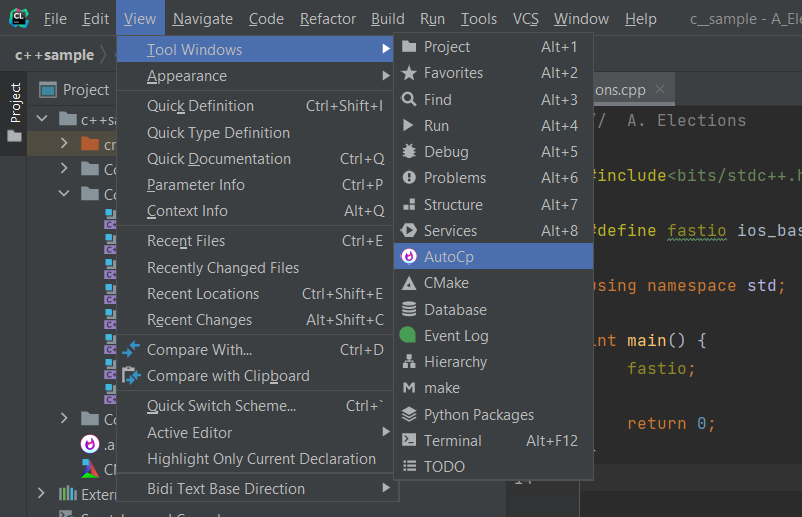 CL File Edit View Navigate Code Refactor Build Run Tools VCS Window Help c__sample - A_Ele
c++sample
Project
Project
ons.cpp
c++sa
Co
Co
.a
Extern
Tool Windows
Appearance
Quick Definition Ctrl+Shift+I
Quick Type Definition
Quick Documentation Ctrl+Q
Parameter Info Ctrl+P
Context Info Alt+Q
Recent Files Ctrl+E
Recently Changed Files
Recent Locations Ctrl+Shift+E
Recent Changes Alt+Shift+C
Compare With... Ctrl+D
Compare with Clipboard
Quick Switch Scheme... Ctrl+`
Active Editor
Highlight Only Current Declaration
Bidi Text Base Direction
Project Alt+1
Favorites Alt+2
Find Alt+3
Run Alt+4
Debug Alt+5
Problems Alt+6
Structure Alt+7
Services Alt+8
AutoCp
CMake
Database
Event Log
Hierarchy
make
Python Packages
Terminal Alt+F12
TODO
// A. Elections
#include<bits/stdc++.h
#define fastio ios_bas
using namespace std;
int main() {
fastio;
return 0;